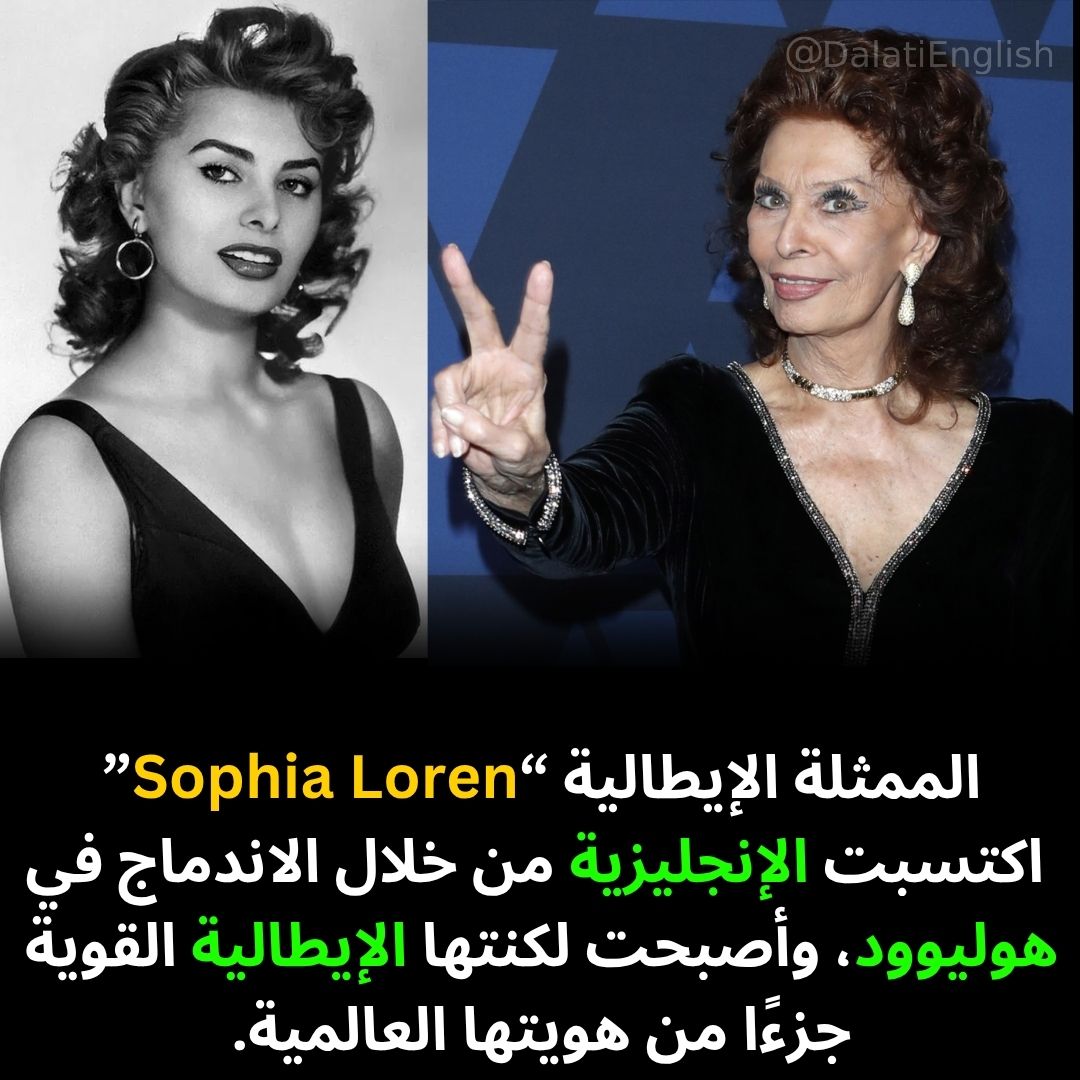 @DalatiEnglish
الممثلة الإيطالية “Sophia Loren”
اكتسبت الإنجليزية من خلال الاندماج في
هوليوود، وأصبحت لكنتها الإيطالية القوية
جزءًا من هويتها العالمية.